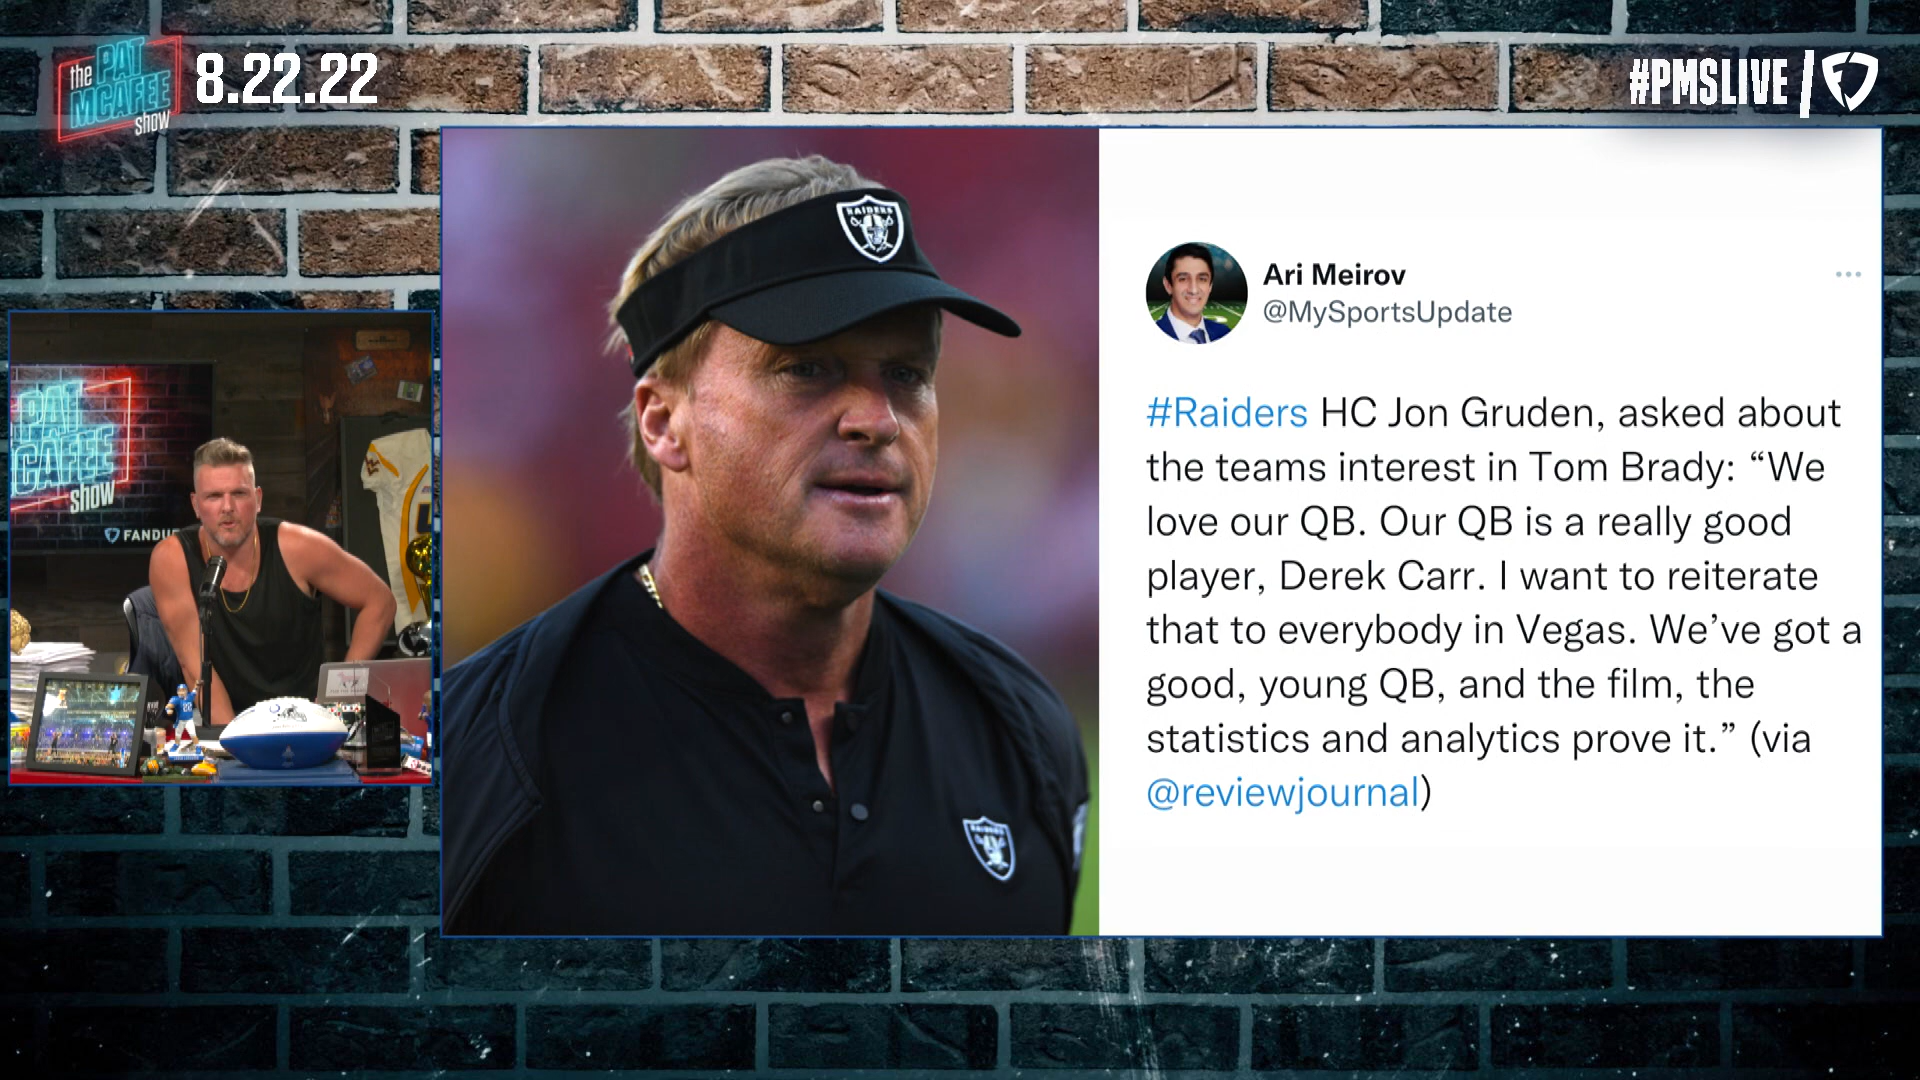 the PAT MCAFEE show
8.22.22
#PMSLIVE
RAIDERS
Ari Meirov
@MySportsUpdate
#Raiders HC Jon Gruden, asked about
the teams interest in Tom Brady: “We
love our QB. Our QB is a really good
player, Derek Carr. I want to reiterate
that to everybody in Vegas. We’ve got a
good, young QB, and the film, the
statistics and analytics prove it.” (via
@reviewjournal)
PAT
CAFEE
show
FANDUE
RAIDERS